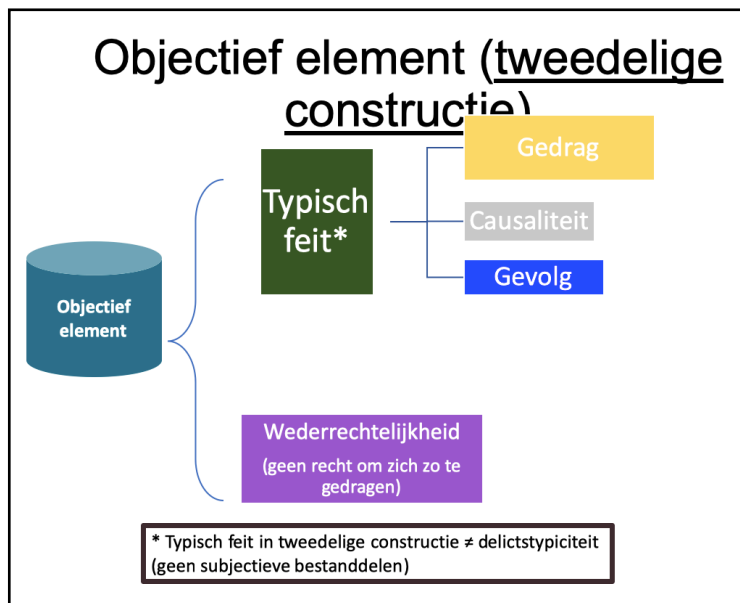 Objectief element (tweedelige
constructie)
Gedrag
Typisch
feit*
Causaliteit
Gevolg
Objectief
element
Wederrechtelijkheid
(geen recht om zich zo te
gedragen)
* Typisch feit in tweedelige constructie ≠ delictstypiciteit
(geen subjectieve bestanddelen)